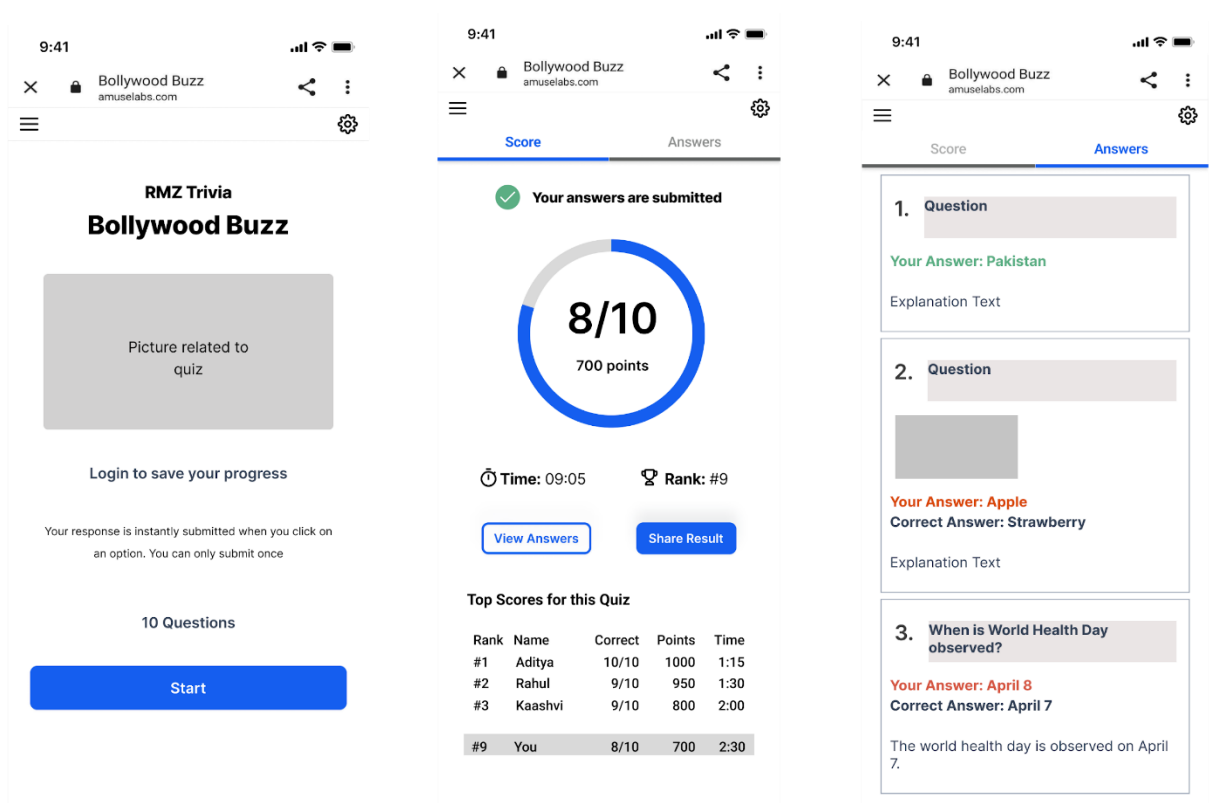 9:41
Bollywood Buzz
amuselabs.com
RMZ Trivia
Bollywood Buzz
Picture related to
quiz
Login to save your progress
Your response is instantly submitted when you click on
an option. You can only submit once
10 Questions
Start
9:41
Bollywood Buzz
amuselabs.com
Score Answers
Your answers are submitted
8/10
700 points
Time: 09:05 Rank: #9
View Answers Share Result
Top Scores for this Quiz
Rank Name Correct Points Time
#1 Aditya 10/10 1000 1:15
#2 Rahul 9/10 950 1:30
#3 Kaashvi 9/10 800 2:00
#9 You 8/10 700 2:30
9:41
Bollywood Buzz
amuselabs.com
Score Answers
1. Question
Your Answer: Pakistan
Explanation Text
2. Question
Your Answer: Apple
Correct Answer: Strawberry
Explanation Text
3. When is World Health Day
observed?
Your Answer: April 8
Correct Answer: April 7
The world health day is observed on April
7.